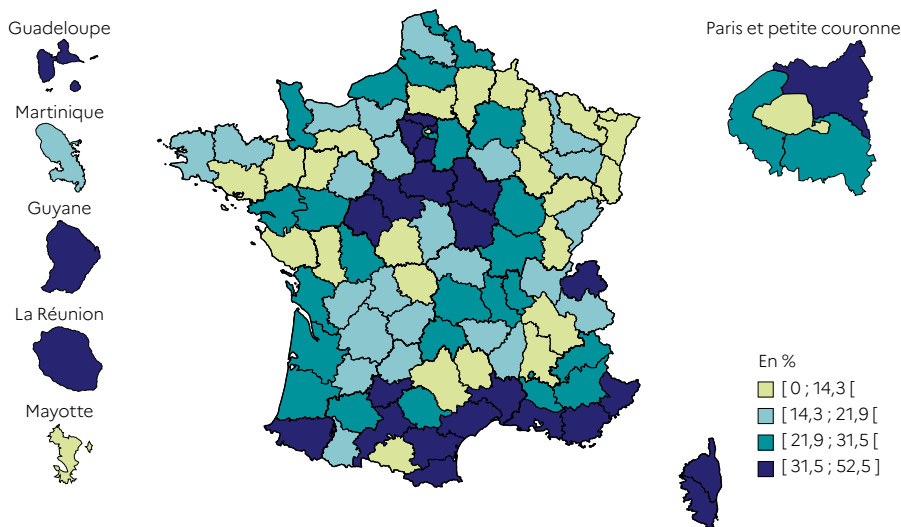 Guadeloupe
Martinique
Guyane
La Réunion
Mayotte
Paris et petite couronne
En %
[ 0 ; 14,3 [
[ 14,3 ; 21,9 [
[ 21,9 ; 31,5 [
[ 31,5 ; 52,5 ]